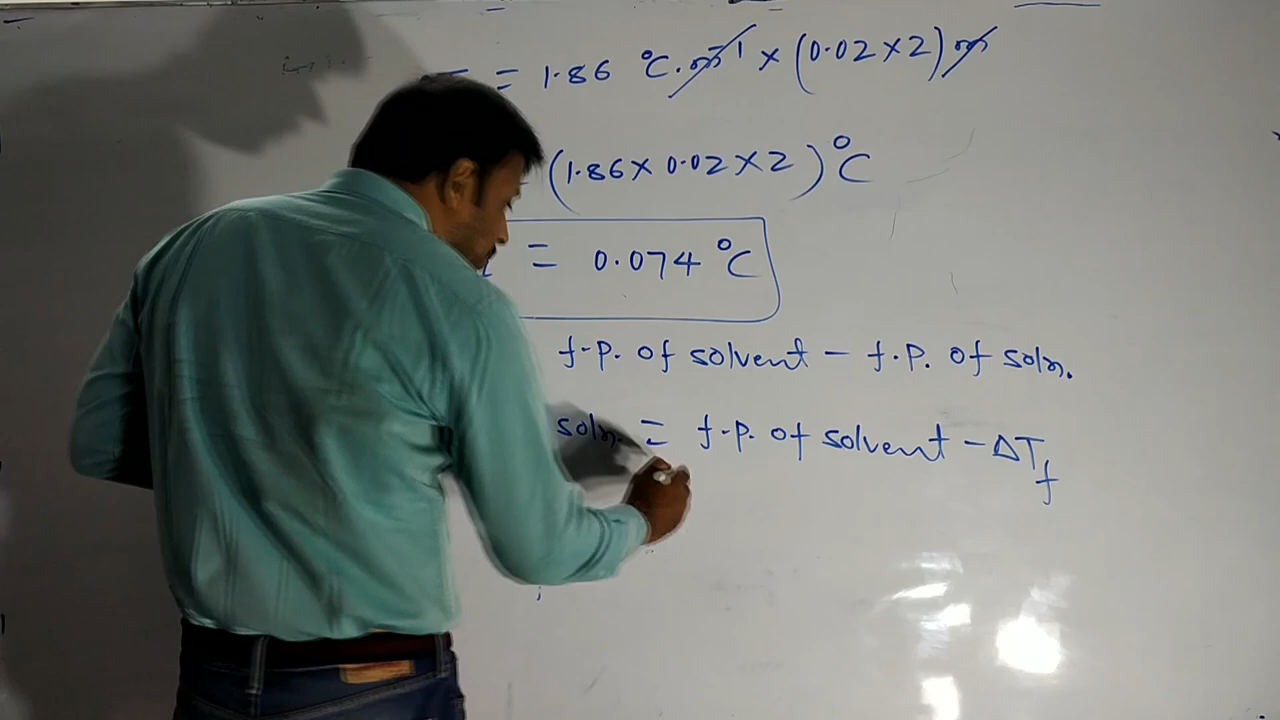 = 1.86 °C.m⁻¹ × (0.02×2) m
(1.86 × 0.02 × 2) °C
= 0.074 °C
f.p. of solvent - f.p. of soln.
soln. = f.p. of solvent - ΔTf